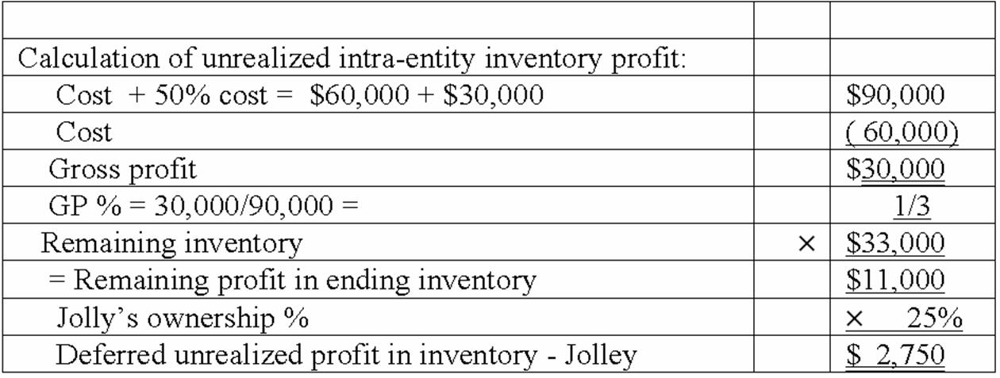 Calculation of unrealized intra-entity inventory profit:
Cost + 50% cost = $60,000 + $30,000 $90,000
Cost ( 60,000)
Gross profit $30,000
GP % = 30,000/90,000 = 1/3
Remaining inventory × $33,000
= Remaining profit in ending inventory $11,000
Jolly’s ownership % × 25%
Deferred unrealized profit in inventory - Jolley $ 2,750